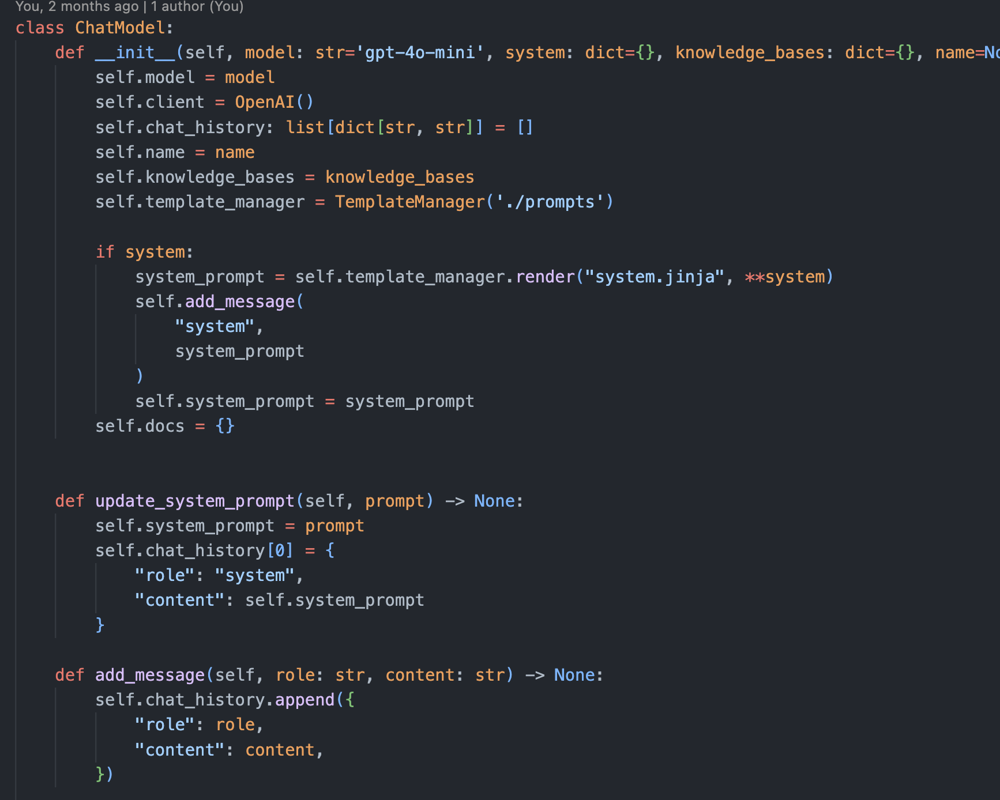 You, 2 months ago | 1 author (You)
class ChatModel:
    def __init__(self, model: str='gpt-4o-mini', system: dict={}, knowledge_bases: dict={}, name=No
        self.model = model
        self.client = OpenAI()
        self.chat_history: list[dict[str, str]] = []
        self.name = name
        self.knowledge_bases = knowledge_bases
        self.template_manager = TemplateManager('./prompts')
        if system:
            system_prompt = self.template_manager.render("system.jinja", **system)
            self.add_message(
                "system",
                system_prompt
            )
            self.system_prompt = system_prompt
        self.docs = {}
    def update_system_prompt(self, prompt) -> None:
        self.system_prompt = prompt
        self.chat_history[0] = {
            "role": "system",
            "content": self.system_prompt
        }
    def add_message(self, role: str, content: str) -> None:
        self.chat_history.append({
            "role": role,
            "content": content,
        })